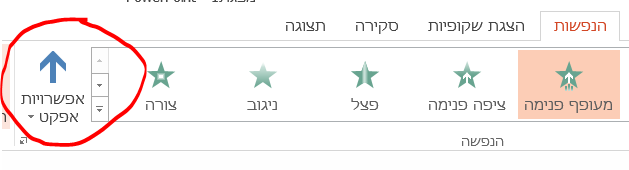 הנפשות הצגת שקופיות סקירה תצוגה
מעופף פנימה ציפה פנימה פצל ניגוב צורה
אפשרויות
אפקט
הנפשה